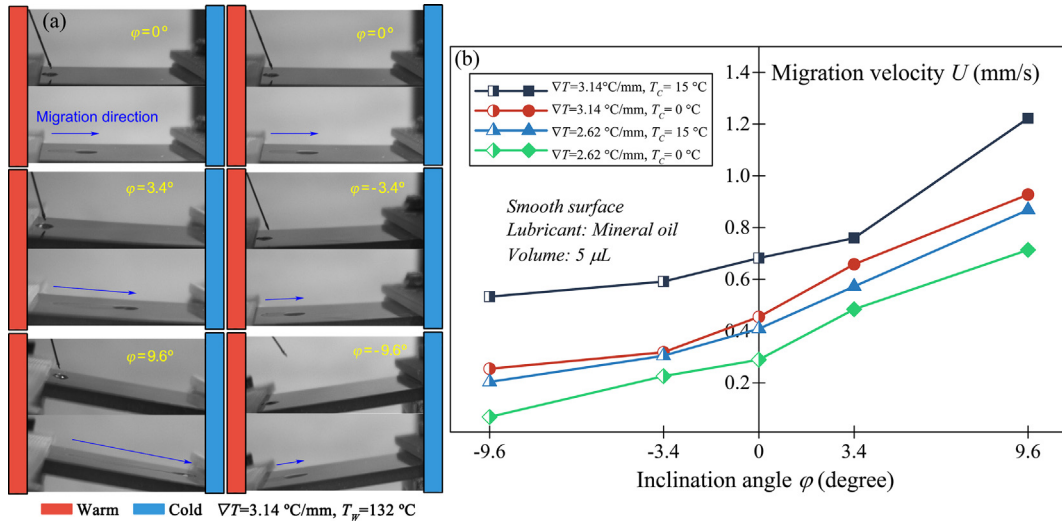 (a)
φ=0°
φ=0°
Migration direction
φ=3.4°
φ=-3.4°
φ=9.6°
φ=-9.6°
Warm
Cold
∇T=3.14 °C/mm, T_W=132 °C
(b)
Migration velocity U (mm/s)
∇T=3.14°C/mm, T_C= 15 °C
∇T=3.14 °C/mm, T_C= 0 °C
∇T=2.62 °C/mm, T_C= 15 °C
∇T=2.62 °C/mm, T_C= 0 °C
Smooth surface
Lubricant: Mineral oil
Volume: 5 μL
1.4
1.2
1.0
0.8
0.6
0.4
0.2
-9.6
-3.4
0
3.4
9.6
Inclination angle φ (degree)